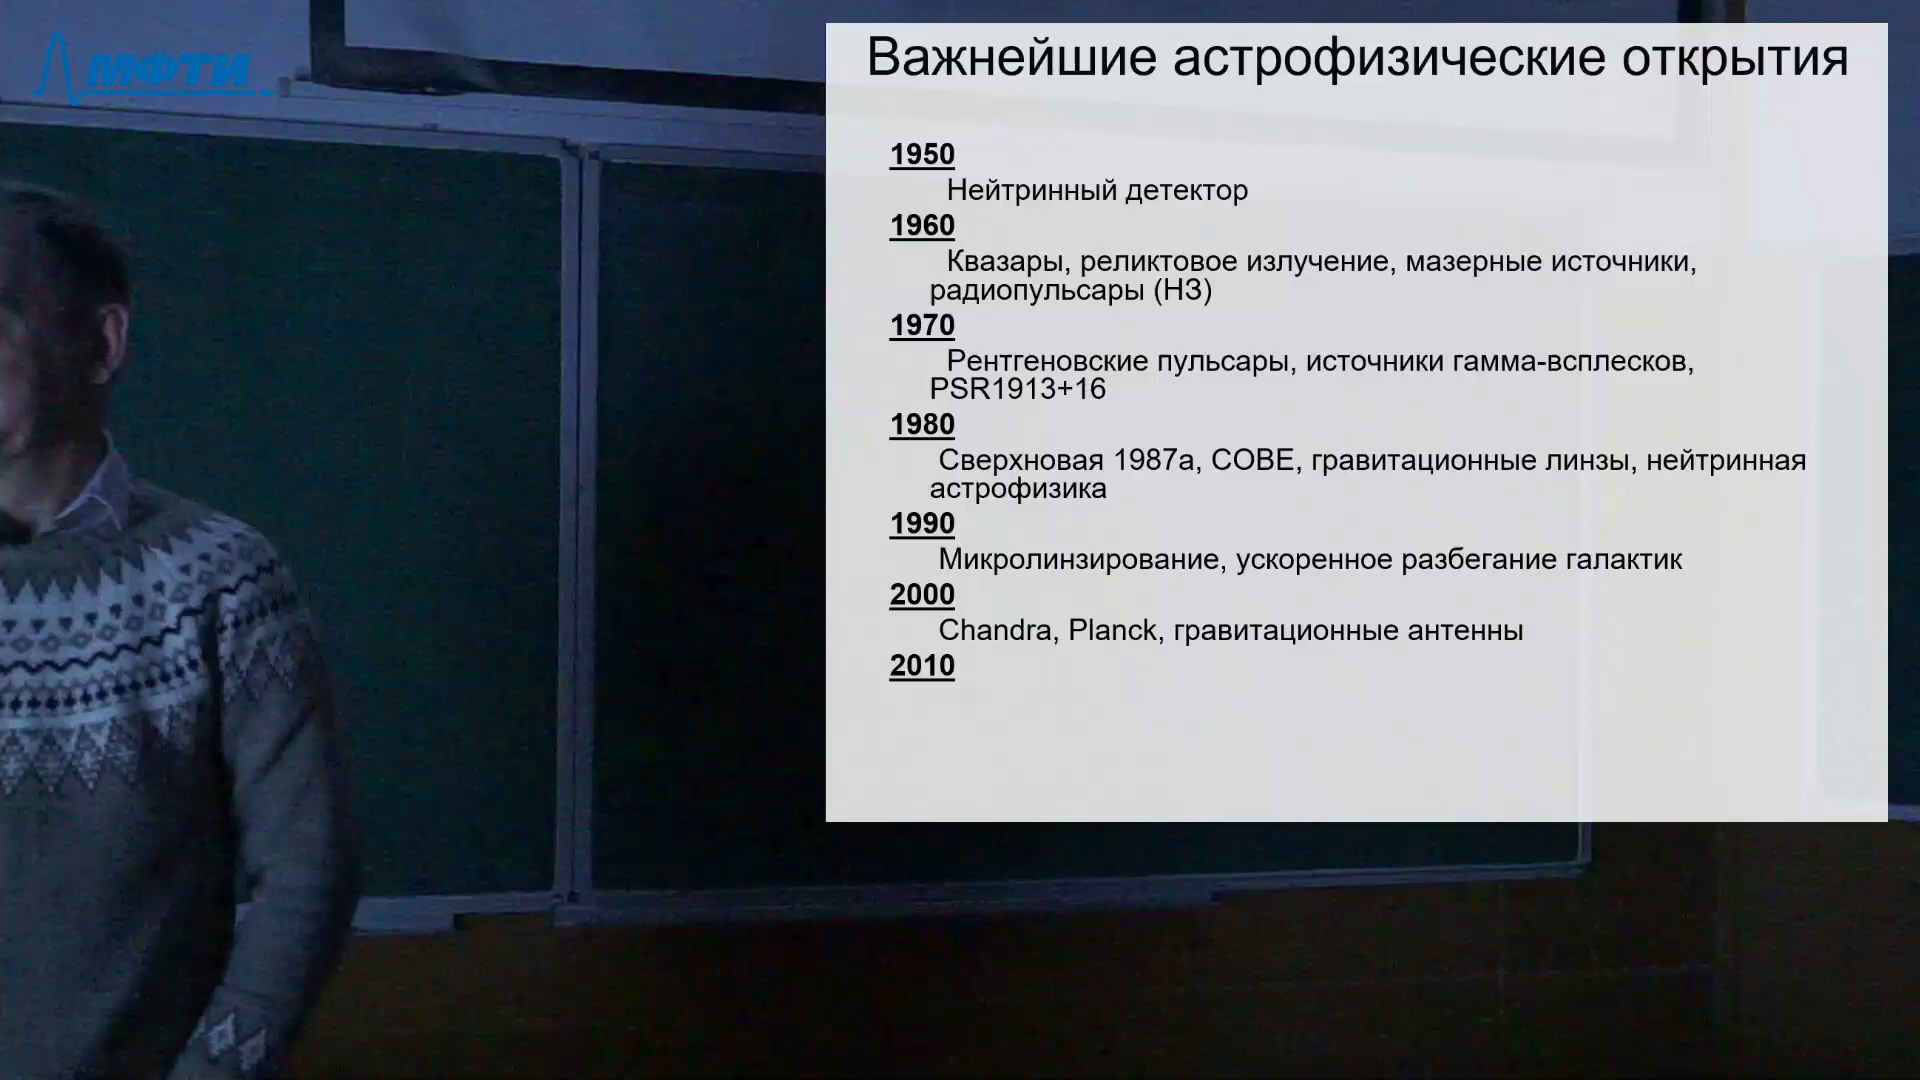 МФТИ
Важнейшие астрофизические открытия
1950
Нейтринный детектор
1960
Квазары, реликтовое излучение, мазерные источники,
радиопульсары (НЗ)
1970
Рентгеновские пульсары, источники гамма-всплесков,
PSR1913+16
1980
Сверхновая 1987a, COBE, гравитационные линзы, нейтринная
астрофизика
1990
Микролинзирование, ускоренное разбегание галактик
2000
Chandra, Planck, гравитационные антенны
2010